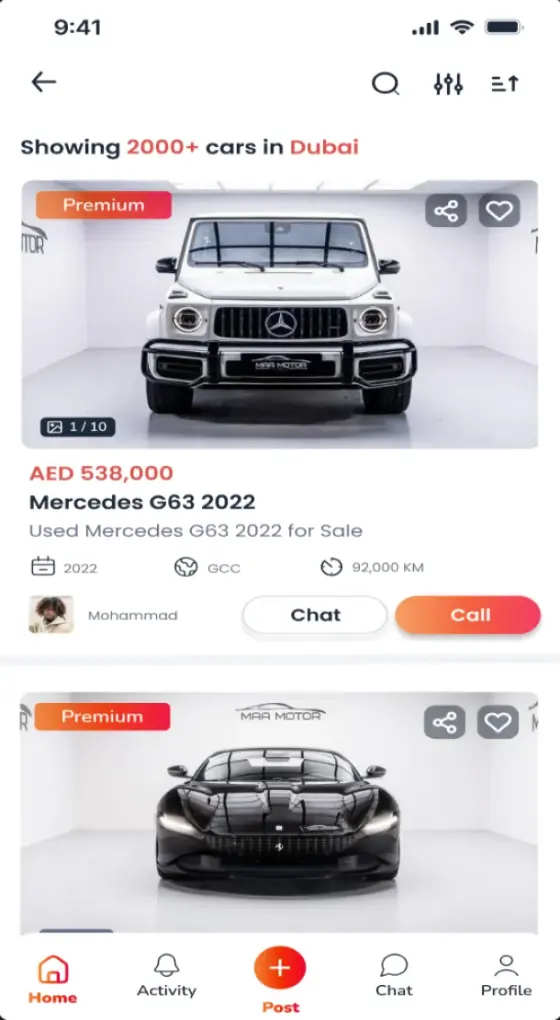 9:41
Showing 2000+ cars in Dubai
Premium
MAA MOTOR
1 / 10
AED 538,000
Mercedes G63 2022
Used Mercedes G63 2022 for Sale
2022 GCC 92,000 KM
Mohammad Chat Call
Premium
MAA MOTOR
Home Activity Post Chat Profile